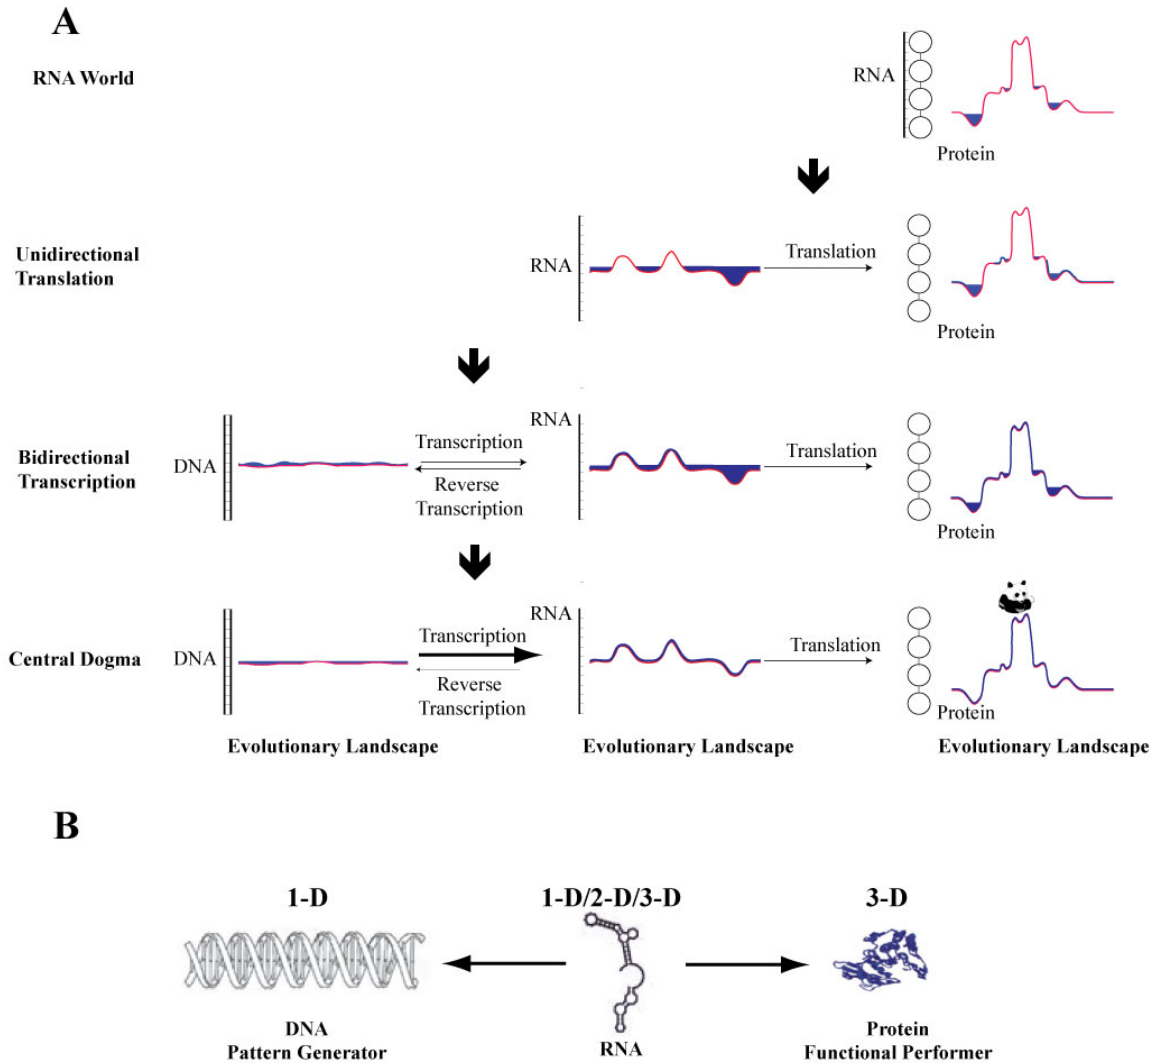 A
RNA World
RNA
Protein
Unidirectional
Translation
RNA
Translation
Protein
Bidirectional
Transcription
DNA
Transcription
Reverse
Transcription
RNA
Translation
Protein
Central Dogma
DNA
Transcription
Reverse
Transcription
RNA
Translation
Protein
Evolutionary Landscape
Evolutionary Landscape
Evolutionary Landscape
B
1-D
1-D/2-D/3-D
3-D
DNA
Pattern Generator
RNA
Protein
Functional Performer